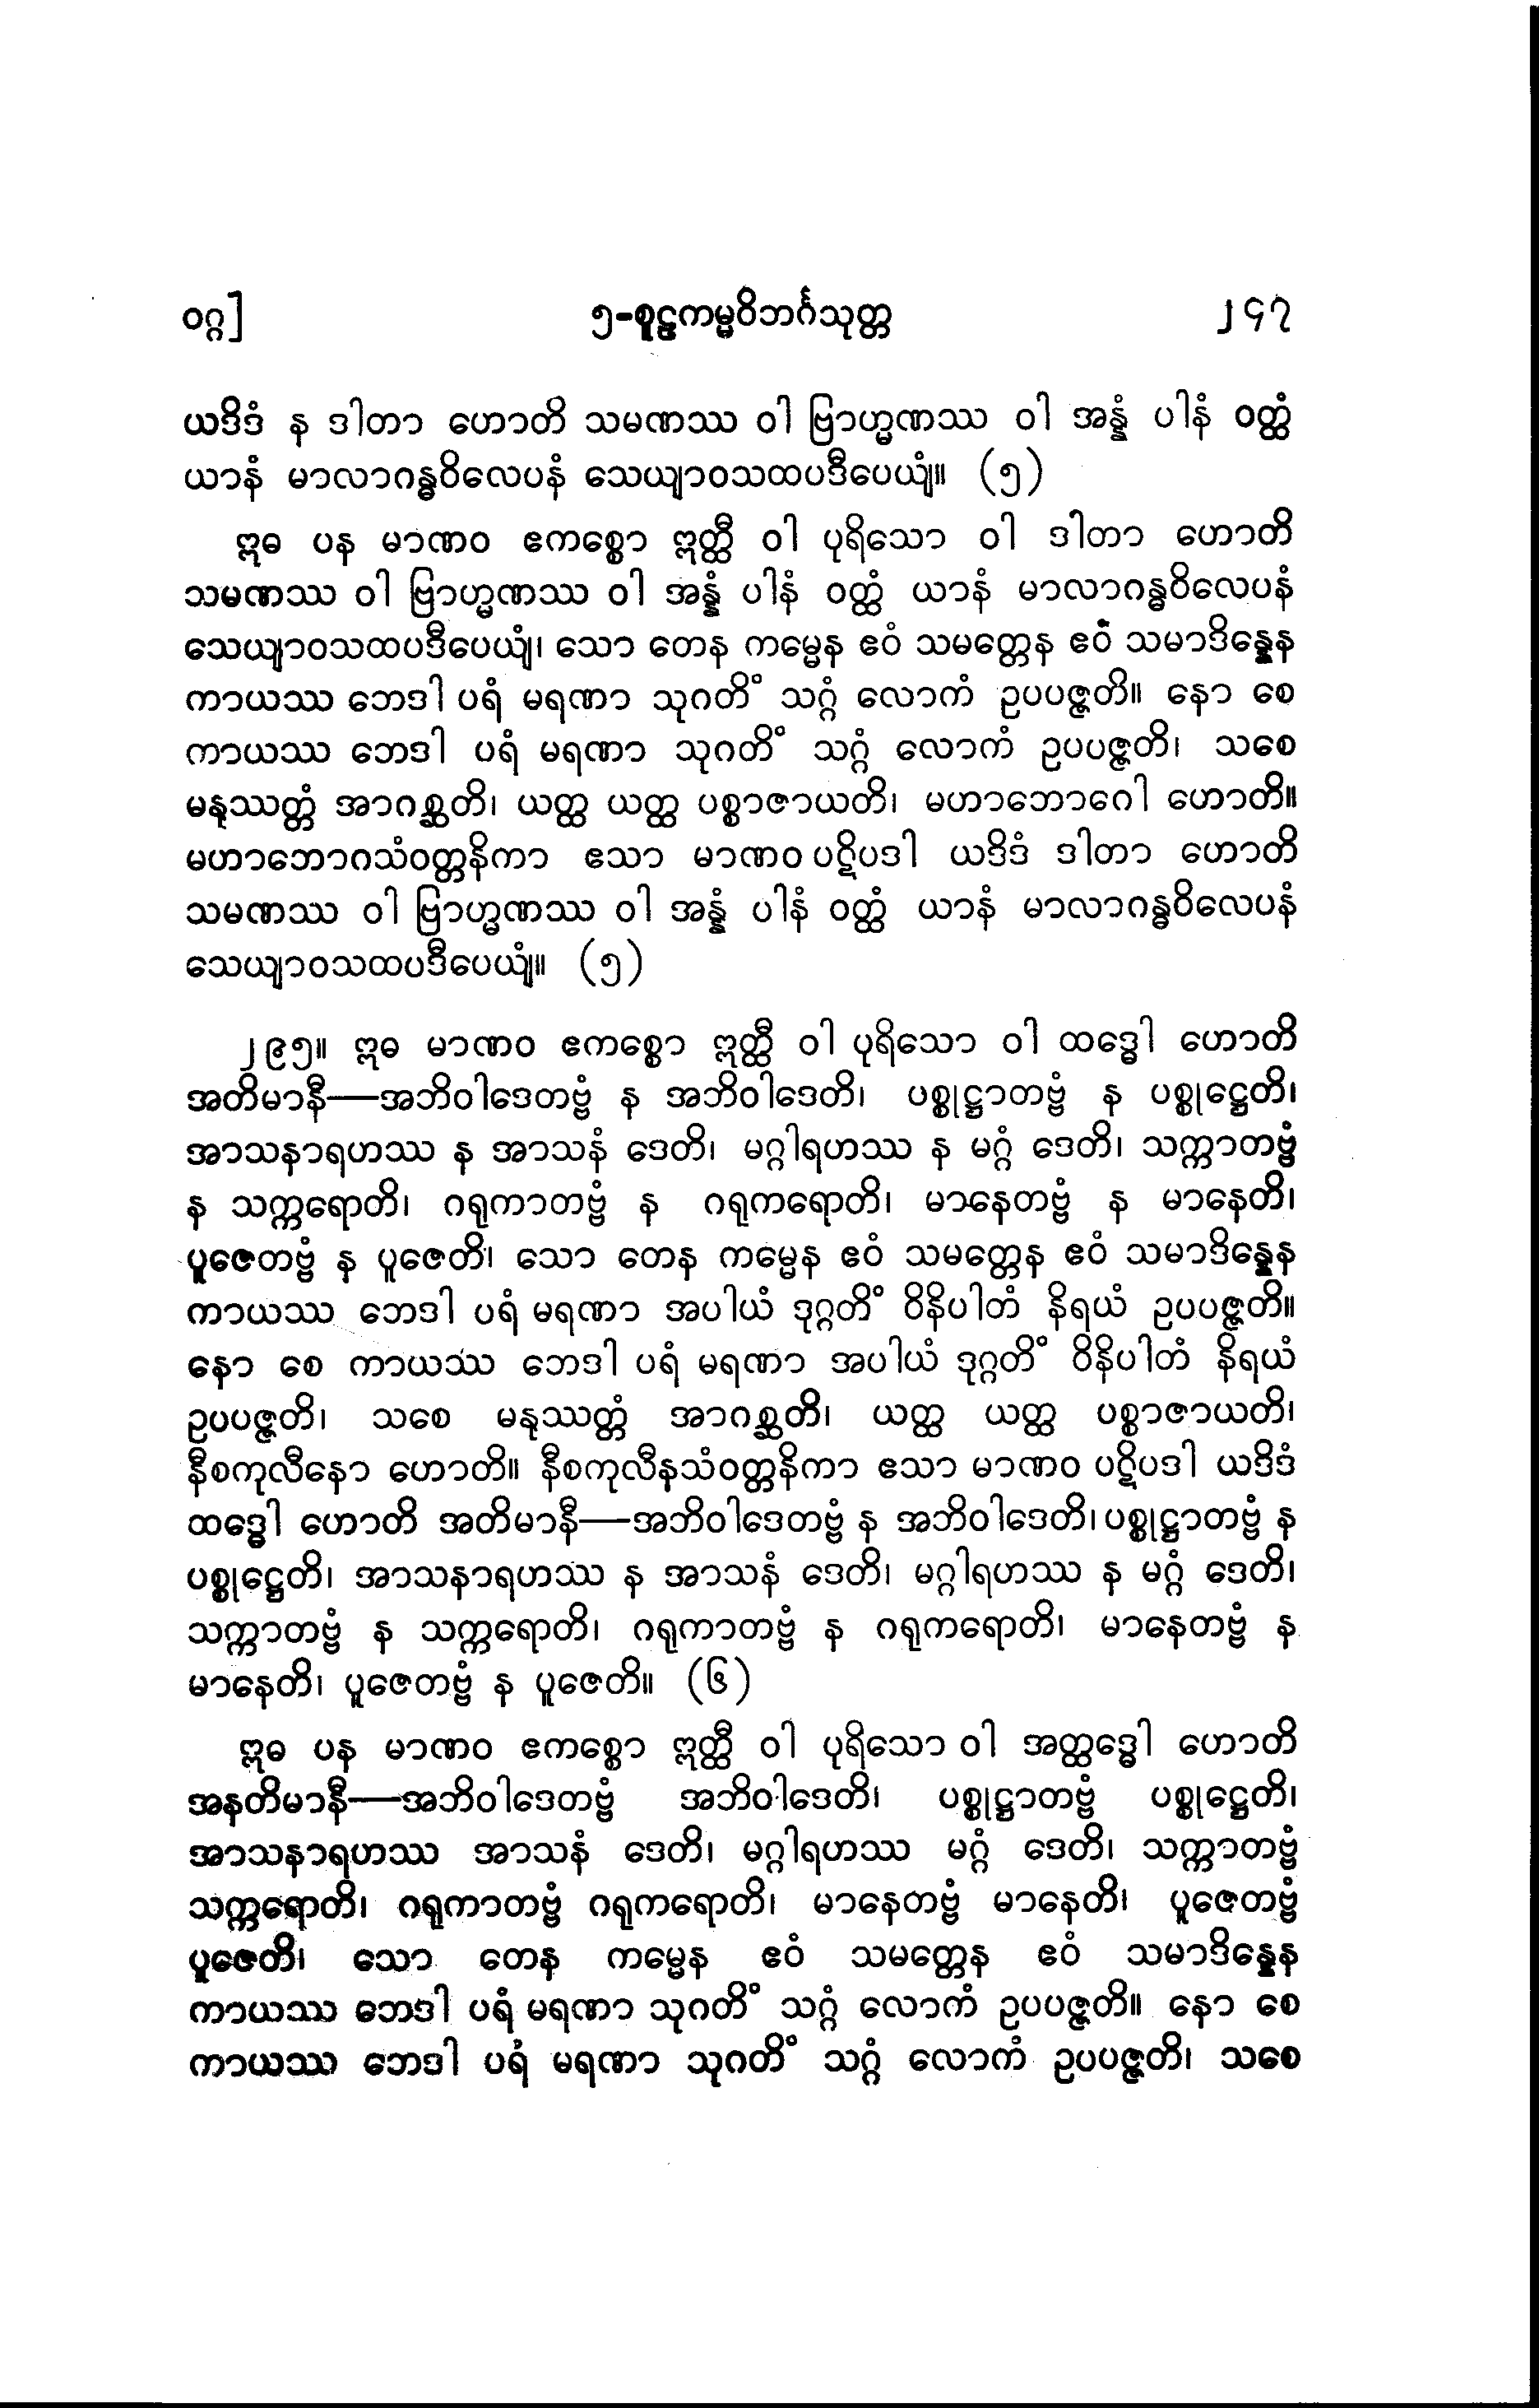 ဝဂ္ဂ]	၅-စူဠကမ္မဝိဘင်္ဂသုတ္တ	၂၄၇
ယဒိဒံ န ဒါတာ ဟောတိ သမဏဿ ဝါ ဗြာဟ္မဏဿ ဝါ အန္နံ ပါနံ ဝတ္ထံ
ယာနံ မာလာဂန္ဓဝိလေပနံ သေယျာဝသထပဒီပေယျံ။ (၅)
ဣဓ ပန မာဏဝ ဧကစ္စော ဣတ္ထီ ဝါ ပုရိသော ဝါ ဒါတာ ဟောတိ
သမဏဿ ဝါ ဗြာဟ္မဏဿ ဝါ အန္နံ ပါနံ ဝတ္ထံ ယာနံ မာလာဂန္ဓဝိလေပနံ
သေယျာဝသထပဒီပေယျံ၊ သော တေန ကမ္မေန ဧဝံ သမတ္တေန ဧဝံ သမာဒိန္နေန
ကာယဿ ဘေဒါ ပရံ မရဏာ သုဂတိံ သဂ္ဂံ လောကံ ဥပပဇ္ဇတိ။ နော စေ
ကာယဿ ဘေဒါ ပရံ မရဏာ သုဂတိံ သဂ္ဂံ လောကံ ဥပပဇ္ဇတိ၊ သစေ
မနုဿတ္တံ အာဂစ္ဆတိ၊ ယတ္ထ ယတ္ထ ပစ္စာဇာယတိ၊ မဟာဘောဂေါ ဟောတိ။
မဟာဘောဂသံဝတ္တနိကာ ဧသာ မာဏဝ ပဋိပဒါ ယဒိဒံ ဒါတာ ဟောတိ
သမဏဿ ဝါ ဗြာဟ္မဏဿ ဝါ အန္နံ ပါနံ ဝတ္ထံ ယာနံ မာလာဂန္ဓဝိလေပနံ
သေယျာဝသထပဒီပေယျံ။ (၅)
၂၉၅။ ဣဓ မာဏဝ ဧကစ္စော ဣတ္ထီ ဝါ ပုရိသော ဝါ ထဒ္ဓေါ ဟောတိ
အတိမာနီ—အဘိဝါဒေတဗ္ဗံ န အဘိဝါဒေတိ၊ ပစ္စုဋ္ဌာတဗ္ဗံ န ပစ္စုဋ္ဌေတိ၊
အာသနာရဟဿ န အာသနံ ဒေတိ၊ မဂ္ဂါရဟဿ န မဂ္ဂံ ဒေတိ၊ သက္ကာတဗ္ဗံ
န သက္ကရောတိ၊ ဂရုကာတဗ္ဗံ န ဂရုကရောတိ၊ မာနေတဗ္ဗံ န မာနေတိ၊
ပူဇေတဗ္ဗံ န ပူဇေတိ၊ သော တေန ကမ္မေန ဧဝံ သမတ္တေန ဧဝံ သမာဒိန္နေန
ကာယဿ ဘေဒါ ပရံ မရဏာ အပါယံ ဒုဂ္ဂတိံ ဝိနိပါတံ နိရယံ ဥပပဇ္ဇတိ။
နော စေ ကာယဿ ဘေဒါ ပရံ မရဏာ အပါယံ ဒုဂ္ဂတိံ ဝိနိပါတံ နိရယံ
ဥပပဇ္ဇတိ၊ သစေ မနုဿတ္တံ အာဂစ္ဆတိ၊ ယတ္ထ ယတ္ထ ပစ္စာဇာယတိ၊
နီစကုလီနော ဟောတိ။ နီစကုလီနသံဝတ္တနိကာ ဧသာ မာဏဝ ပဋိပဒါ ယဒိဒံ
ထဒ္ဓေါ ဟောတိ အတိမာနီ—အဘိဝါဒေတဗ္ဗံ န အဘိဝါဒေတိ၊ ပစ္စုဋ္ဌာတဗ္ဗံ န
ပစ္စုဋ္ဌေတိ၊ အာသနာရဟဿ န အာသနံ ဒေတိ၊ မဂ္ဂါရဟဿ န မဂ္ဂံ ဒေတိ၊
သက္ကာတဗ္ဗံ န သက္ကရောတိ၊ ဂရုကာတဗ္ဗံ န ဂရုကရောတိ၊ မာနေတဗ္ဗံ န
မာနေတိ၊ ပူဇေတဗ္ဗံ န ပူဇေတိ။ (၆)
ဣဓ ပန မာဏဝ ဧကစ္စော ဣတ္ထီ ဝါ ပုရိသော ဝါ အတ္ထဒ္ဓေါ ဟောတိ
အနတိမာနီ—အဘိဝါဒေတဗ္ဗံ အဘိဝါဒေတိ၊ ပစ္စုဋ္ဌာတဗ္ဗံ ပစ္စုဋ္ဌေတိ၊
အာသနာရဟဿ အာသနံ ဒေတိ၊ မဂ္ဂါရဟဿ မဂ္ဂံ ဒေတိ၊ သက္ကာတဗ္ဗံ
သက္ကရောတိ၊ ဂရုကာတဗ္ဗံ ဂရုကရောတိ၊ မာနေတဗ္ဗံ မာနေတိ၊ ပူဇေတဗ္ဗံ
ပူဇေတိ၊ သော တေန ကမ္မေန ဧဝံ သမတ္တေန ဧဝံ သမာဒိန္နေန
ကာယဿ ဘေဒါ ပရံ မရဏာ သုဂတိံ သဂ္ဂံ လောကံ ဥပပဇ္ဇတိ။ နော စေ
ကာယဿ ဘေဒါ ပရံ မရဏာ သုဂတိံ သဂ္ဂံ လောကံ ဥပပဇ္ဇတိ၊ သစေ